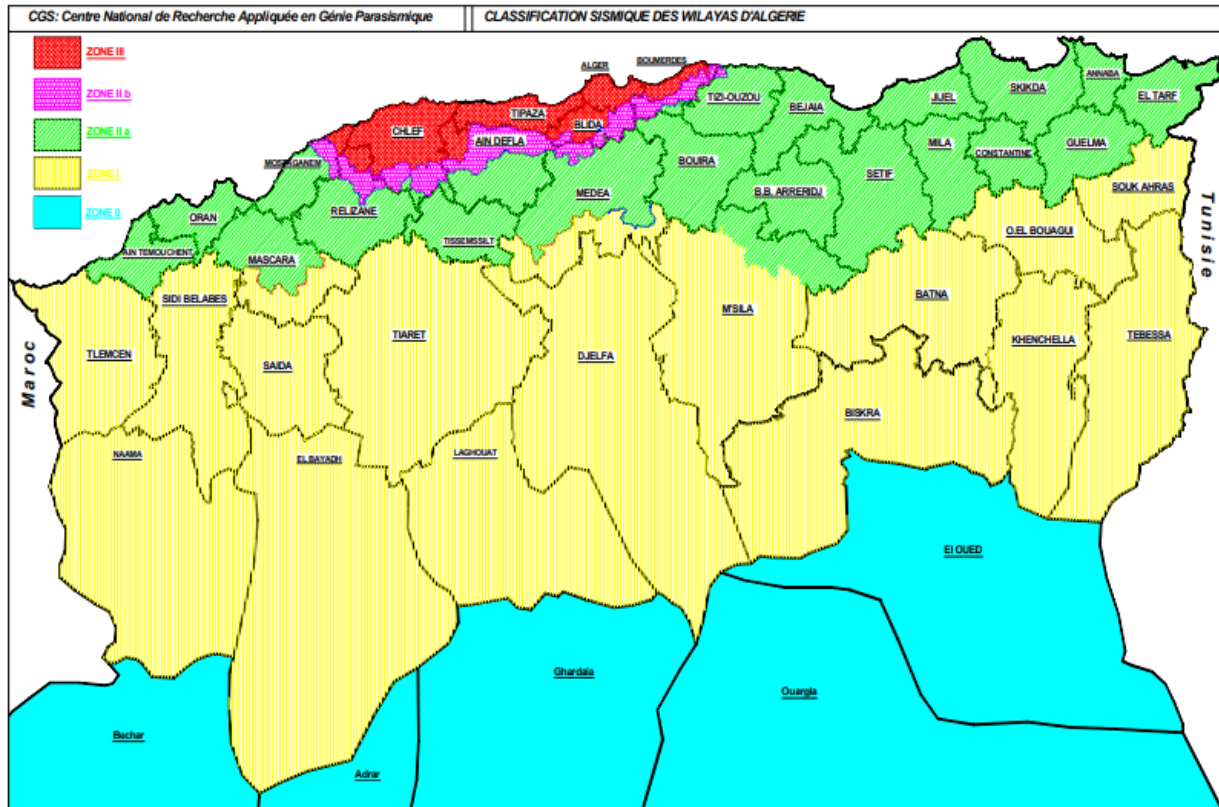 CGS: Centre National de Recherche Appliquée en Génie Parasismique
CLASSIFICATION SISMIQUE DES WILAYAS D'ALGERIE
ZONE III
ZONE II b
ZONE II a
ZONE I
ZONE 0
ALGER
BOUMERDES
TIPAZA
CHLEF
BLIDA
AIN DEFLA
TIZI-OUZOU
BEJAIA
JIJEL
SKIKDA
ANNABA
EL TARF
MOSTAGANEM
BOUIRA
MILA
CONSTANTINE
GUELMA
SETIF
B.B. ARRERIDJ
MEDEA
SOUK AHRAS
RELIZANE
ORAN
O.EL BOUAGUI
TISSEMSSILT
AIN TEMOUCHENT
MASCARA
SIDI BELABES
BATNA
M'SILA
TIARET
TEBESSA
KHENCHELLA
TLEMCEN
DJELFA
SAIDA
BISKRA
NAAMA
EL BAYADH
LAGHOUAT
El OUED
Ghardaia
Ouargla
Bechar
Adrar
Maroc
Tunisie